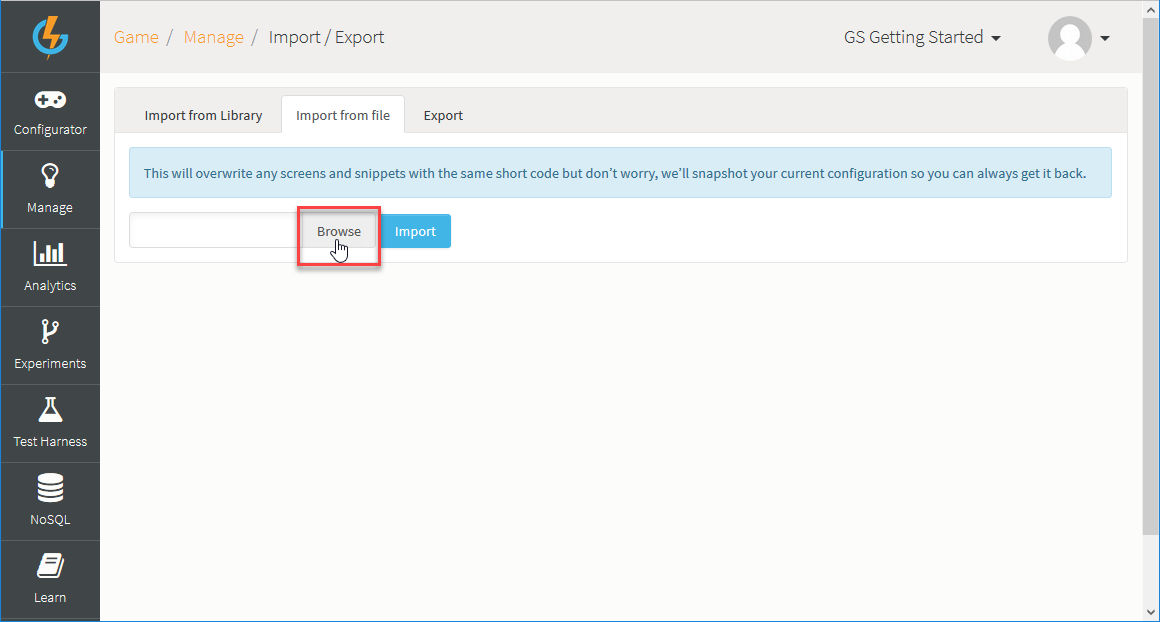 Game / Manage / Import / Export
GS Getting Started
Configurator
Manage
Analytics
Experiments
Test Harness
NoSQL
Learn
Import from Library
Import from file
Export
This will overwrite any screens and snippets with the same short code but don’t worry, we’ll snapshot your current configuration so you can always get it back.
Browse
Import